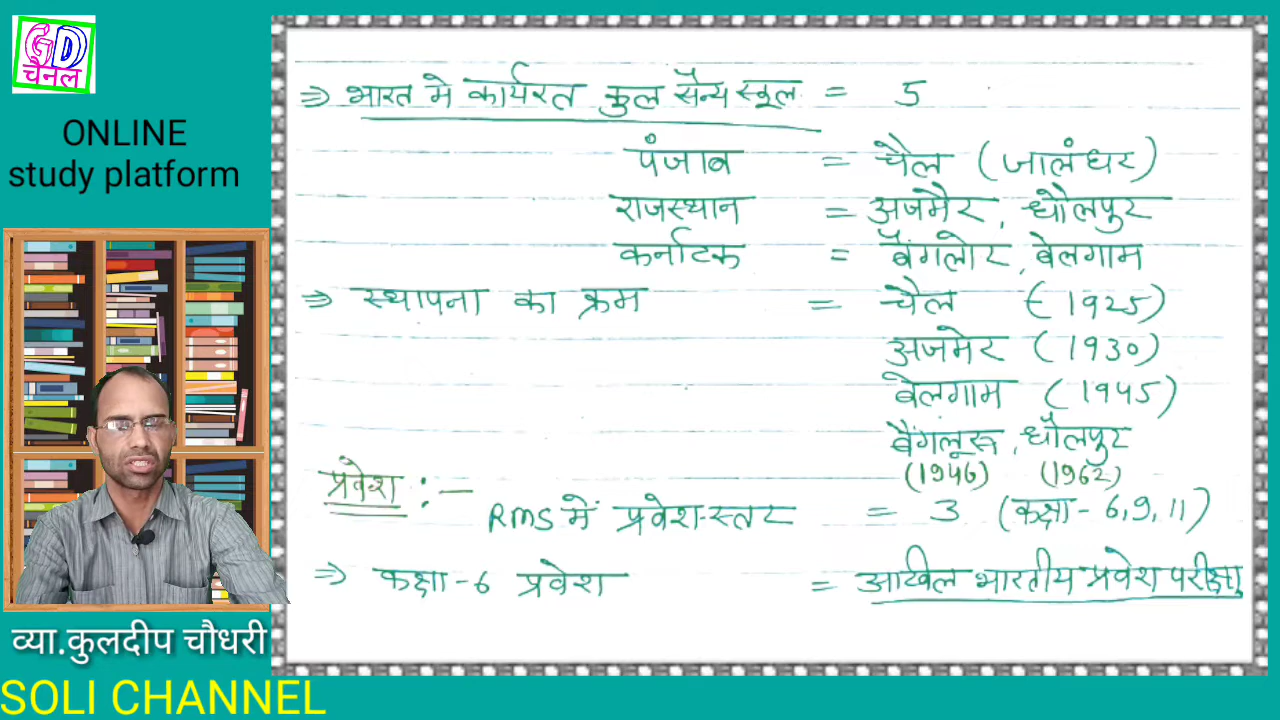 GD
चैनल
ONLINE
study platform
⇒ भारत मे कार्यरत कुल सैन्य स्कूल = 5
पंजाब = चैल (जालंधर)
राजस्थान = अजमैर, धौलपुर
कर्नाटक = बैंगलोर, बेलगाम
⇒ स्थापना का क्रम = चैल (-1925)
अजमेर (1930)
बेलगाम (1945)
बैंगलूरू, धौलपुर
(1946) (1962)
प्रवेश :-
RMS में प्रवेश-स्तर = 3 (कक्षा - 6,9,11)
⇒ कक्षा-6 प्रवेश = अखिल भारतीय प्रवेश परीक्षा
व्या.कुलदीप चौधरी
SOLI CHANNEL